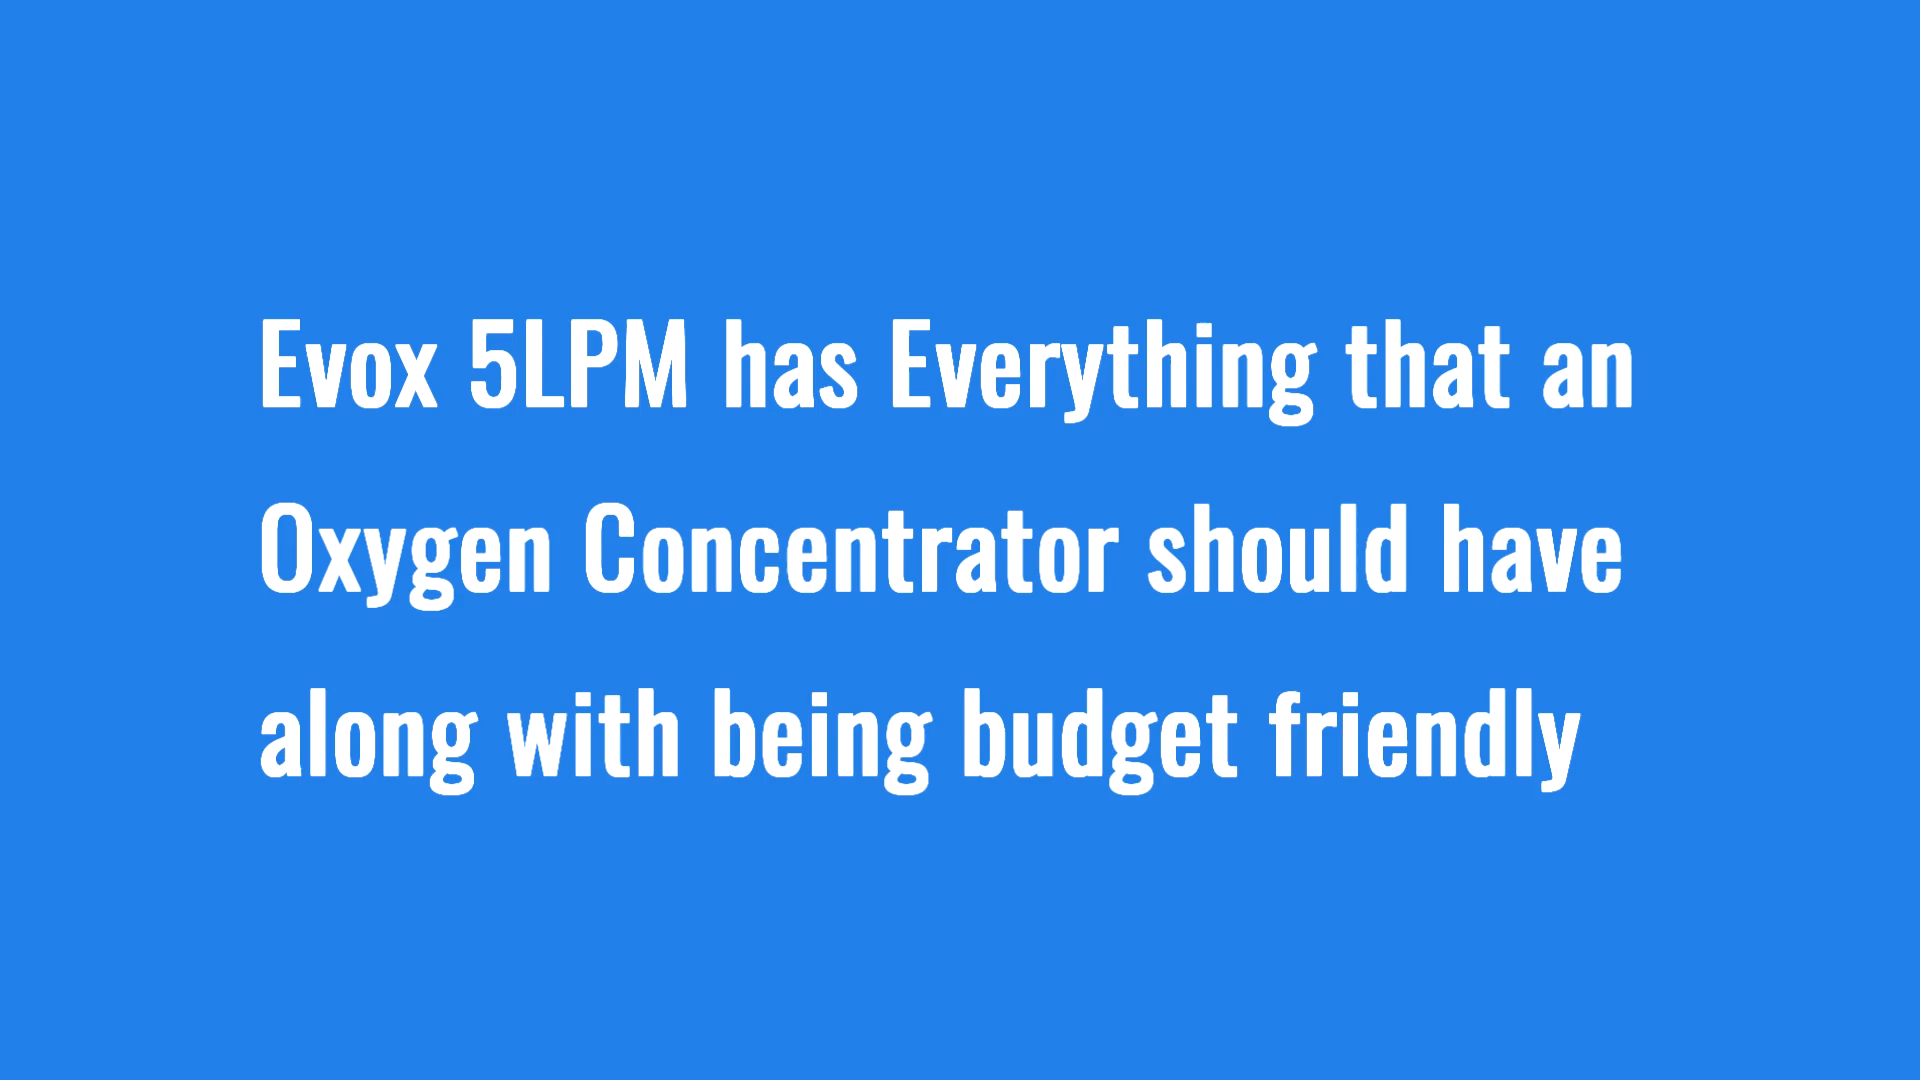 Evox 5LPM has Everything that an
Oxygen Concentrator should have
along with being budget friendly